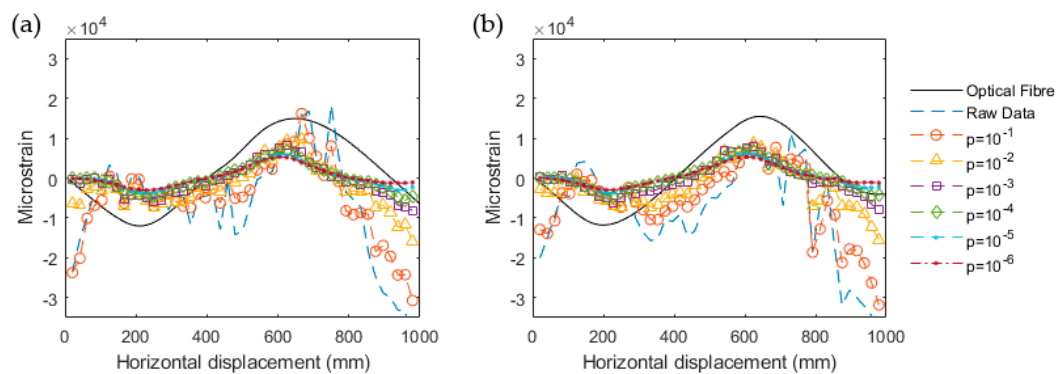 (a)
×10⁴
3
2
1
0
-1
-2
-3
Microstrain
0 200 400 600 800 1000
Horizontal displacement (mm)
(b)
×10⁴
3
2
1
0
-1
-2
-3
Microstrain
0 200 400 600 800 1000
Horizontal displacement (mm)
Optical Fibre
Raw Data
p=10⁻¹
p=10⁻²
p=10⁻³
p=10⁻⁴
p=10⁻⁵
p=10⁻⁶